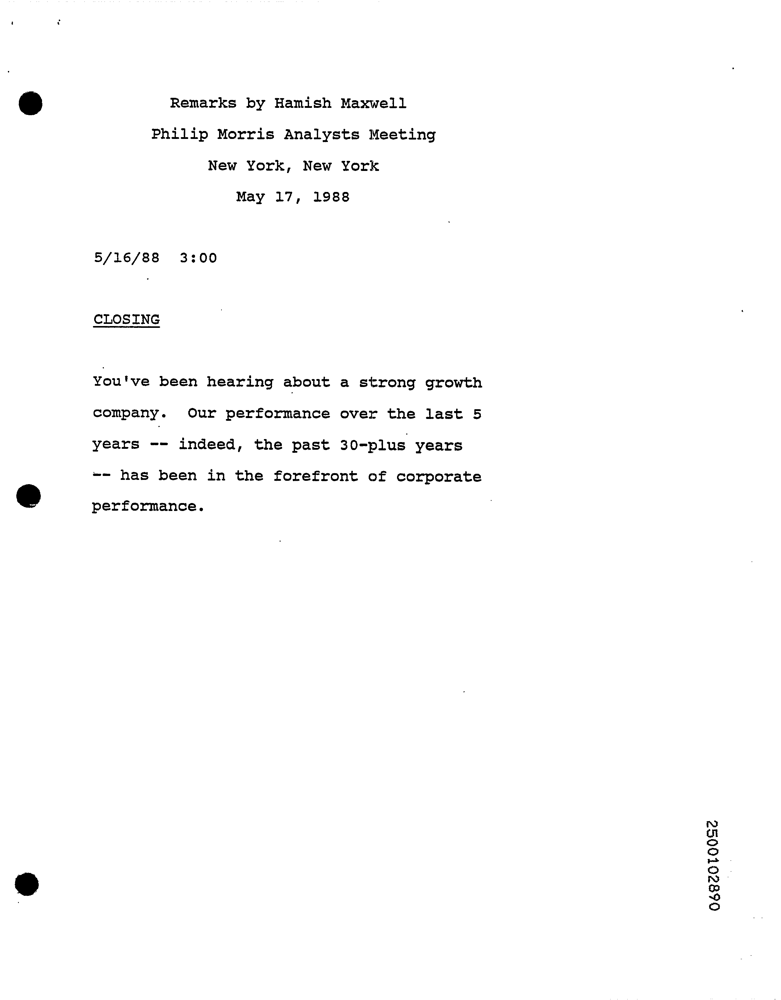 Remarks by Hamish Maxwell
Philip Morris Analysts Meeting
New York, New York
May 17, 1988
5/16/88 3:00
CLOSING
You've been hearing about a strong growth
company. Our performance over the last 5
years -- indeed, the past 30-plus years
-- has been in the forefront of corporate
performance.
2500102890